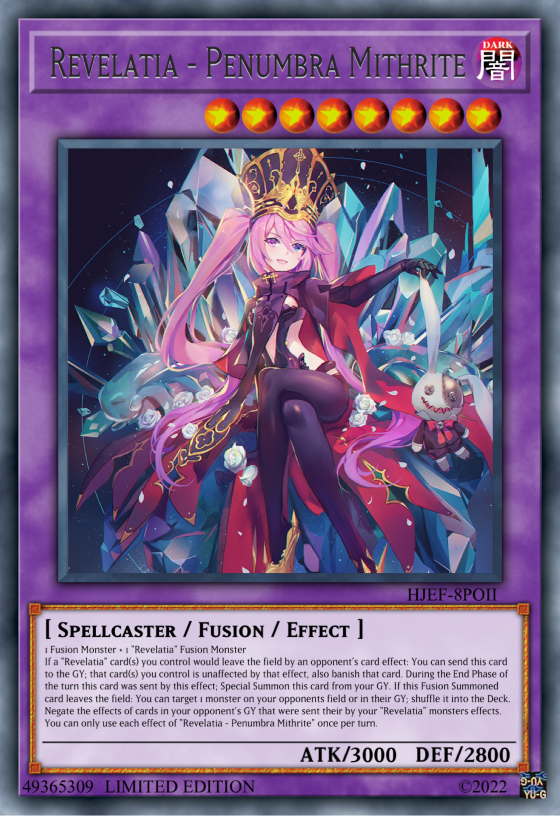 REVELATIA - PENUMBRA MITHRITE
DARK
闇
HJEF-8POII
[ SPELLCASTER / FUSION / EFFECT ]
1 Fusion Monster + 1 "Revelatia" Fusion Monster
If a "Revelatia" card(s) you control would leave the field by an opponent's card effect: You can send this card
to the GY; that card(s) you control is unaffected by that effect, also banish that card. During the End Phase of
the turn this card was sent by this effect; Special Summon this card from your GY. If this Fusion Summoned
card leaves the field: You can target 1 monster on your opponents field or in their GY; shuffle it into the Deck.
Negate the effects of cards in your opponent's GY that were sent their by your "Revelatia" monsters effects.
You can only use each effect of "Revelatia - Penumbra Mithrite" once per turn.
ATK/3000 DEF/2800
49365309 LIMITED EDITION ©2022
YU-G